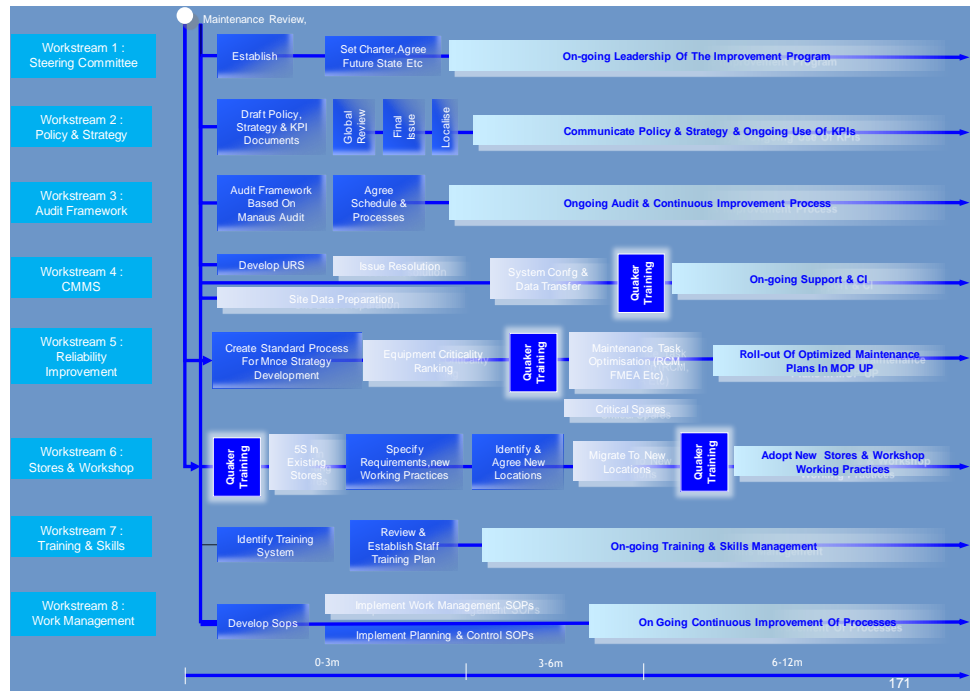 Maintenance Review,
Workstream 1 :
Steering Committee
Establish
Set Charter,Agree
Future State Etc
On-going Leadership Of The Improvement Program
Workstream 2 :
Policy & Strategy
Draft Policy,
Strategy & KPI
Documents
Global
Review
Final
Issue
Localise
Communicate Policy & Strategy & Ongoing Use Of KPIs
Workstream 3 :
Audit Framework
Audit Framework
Based On
Manaus Audit
Agree
Schedule &
Processes
Ongoing Audit & Continuous Improvement Process
Workstream 4 :
CMMS
Develop URS
Issue Resolution
Site Data Preparation
System Confg &
Data Transfer
Quaker
Training
On-going Support & CI
Workstream 5 :
Reliability
Improvement
Create Standard Process
For Mnce Strategy
Development
Equipment Criticality
Ranking
Quaker
Training
Maintenance Task
Optimisation (RCM,
FMEA Etc)
Roll-out Of Optimized Maintenance
Plans In MOP UP
Critical Spares
Workstream 6 :
Stores & Workshop
Quaker
Training
5S In
Existing
Stores
Specify
Requirements,new
Working Practices
Identify &
Agree New
Locations
Migrate To New
Locations
Quaker
Training
Adopt New Stores & Workshop
Working Practices
Workstream 7 :
Training & Skills
Identify Training
System
Review &
Establish Staff
Training Plan
On-going Training & Skills Management
Workstream 8 :
Work Management
Develop Sops
Implement Work Management SOPs
Implement Planning & Control SOPs
On Going Continuous Improvement Of Processes
0-3m
3-6m
6-12m
171